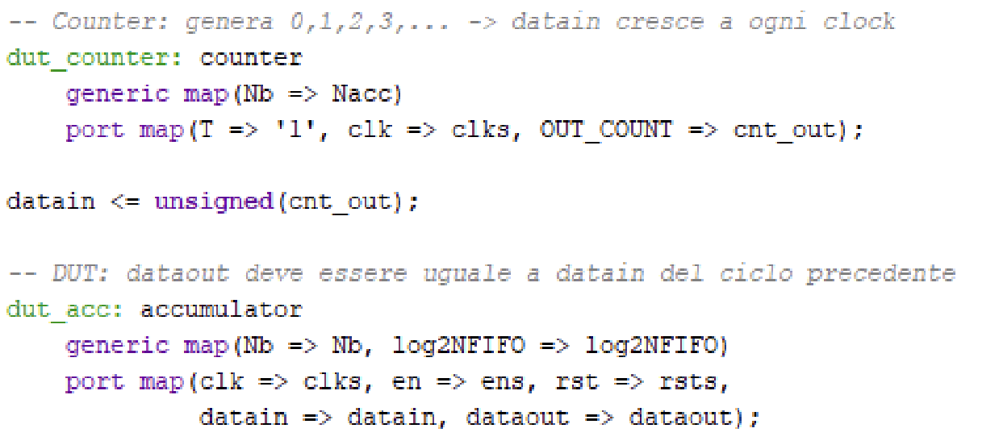 -- Counter: genera 0,1,2,3,... -> datain cresce a ogni clock
dut_counter: counter
generic map(Nb => Nacc)
port map(T => '1', clk => clks, OUT_COUNT => cnt_out);
datain <= unsigned(cnt_out);
-- DUT: dataout deve essere uguale a datain del ciclo precedente
dut_acc: accumulator
generic map(Nb => Nb, log2NFIFO => log2NFIFO)
port map(clk => clks, en => ens, rst => rsts,
datain => datain, dataout => dataout);